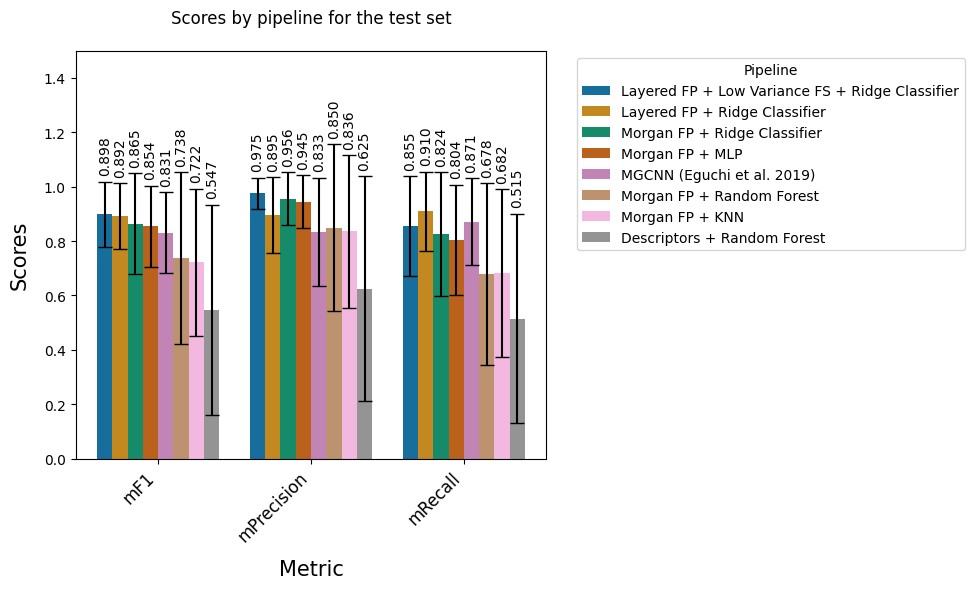 Scores by pipeline for the test set
Scores
1.4
1.2
1.0
0.8
0.6
0.4
0.2
0.0
0.898
0.892
0.865
0.854
0.831
0.738
0.722
0.547
0.975
0.895
0.956
0.945
0.833
0.850
0.836
0.625
0.855
0.910
0.824
0.804
0.871
0.678
0.682
0.515
mF1
mPrecision
mRecall
Metric
Pipeline
Layered FP + Low Variance FS + Ridge Classifier
Layered FP + Ridge Classifier
Morgan FP + Ridge Classifier
Morgan FP + MLP
MGCNN (Eguchi et al. 2019)
Morgan FP + Random Forest
Morgan FP + KNN
Descriptors + Random Forest